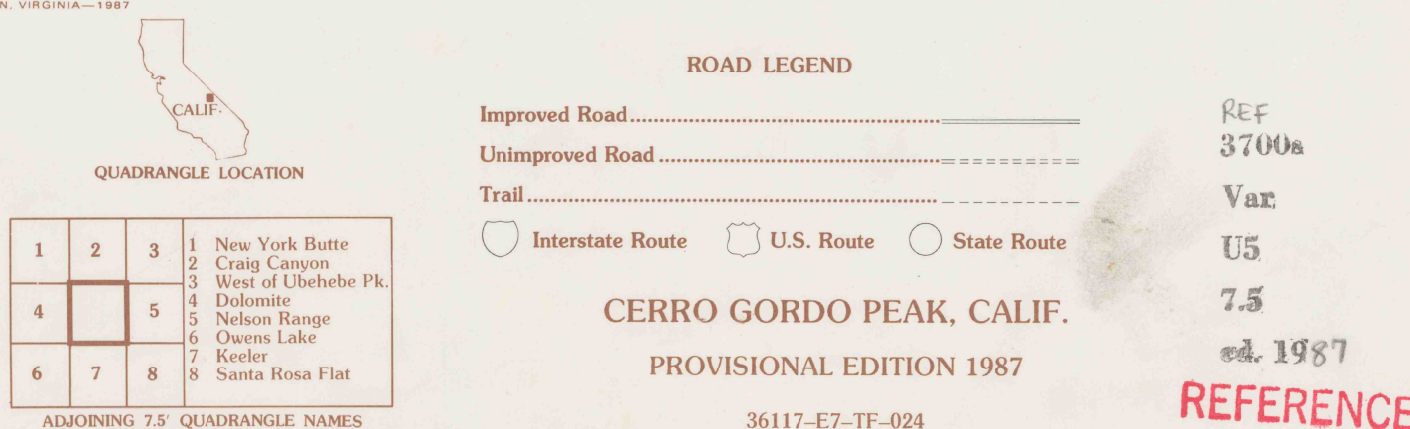 N, VIRGINIA—1987
CALIF.
QUADRANGLE LOCATION
1 2 3
4 5
6 7 8
1 New York Butte
2 Craig Canyon
3 West of Ubehebe Pk.
4 Dolomite
5 Nelson Range
6 Owens Lake
7 Keeler
8 Santa Rosa Flat
ADJOINING 7.5′ QUADRANGLE NAMES
ROAD LEGEND
Improved Road
Unimproved Road
Trail
Interstate Route U.S. Route State Route
CERRO GORDO PEAK, CALIF.
PROVISIONAL EDITION 1987
36117–E7–TF–024
REF
3700s
Var.
U5
7.5
ed. 1987
REFERENCE